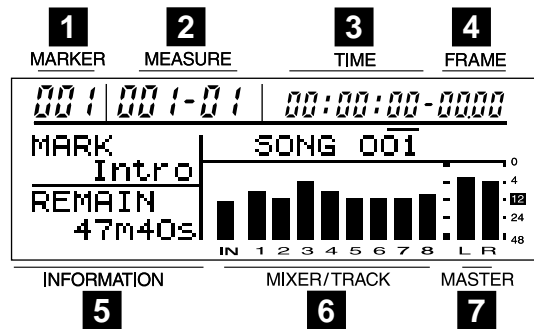 1 2 3 4
MARKER MEASURE TIME FRAME
001 001-01 00:00:00-00.00
MARK SONG 001
Intro
REMAIN
47m40s
0
4
12
24
48
IN 1 2 3 4 5 6 7 8 L R
INFORMATION MIXER/TRACK MASTER
5 6 7